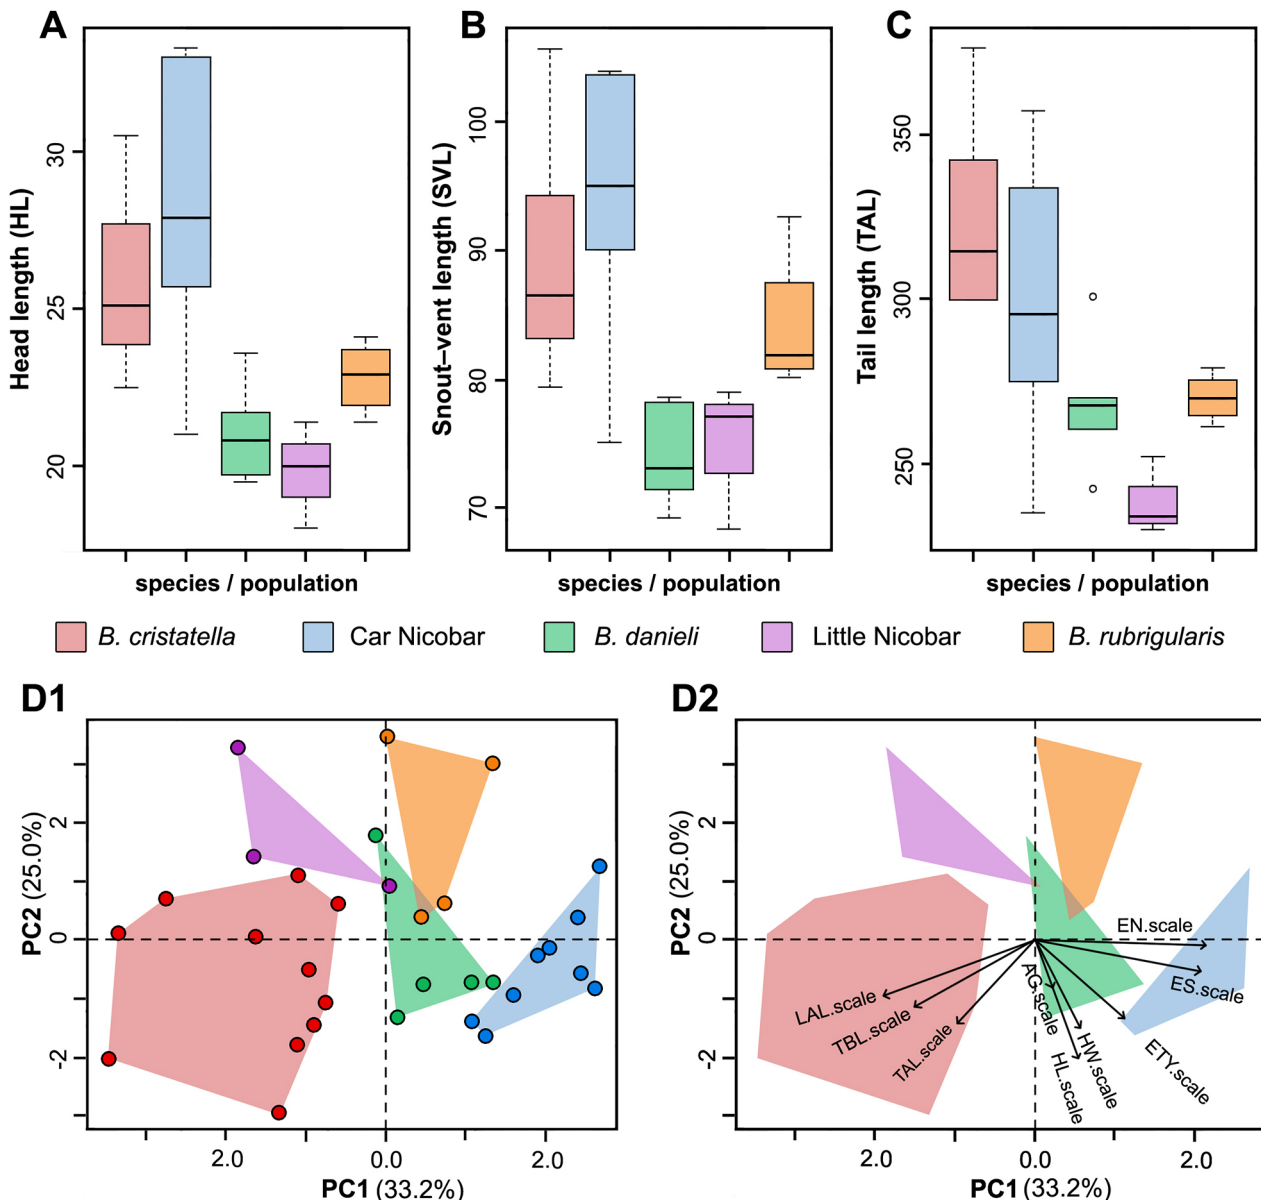 A
B
C
Head length (HL)
30
25
20
species / population
Snout–vent length (SVL)
100
90
80
70
species / population
Tail length (TAL)
350
300
250
species / population
B. cristatella
Car Nicobar
B. danieli
Little Nicobar
B. rubrigularis
D1
PC2 (25.0%)
2
0
-2
2.0
0.0
2.0
PC1 (33.2%)
D2
PC2 (25.0%)
2
0
-2
EN.scale
ES.scale
ETY.scale
HW.scale
HL.scale
AG.scale
TAL.scale
TBL.scale
LAL.scale
2.0
0.0
2.0
PC1 (33.2%)